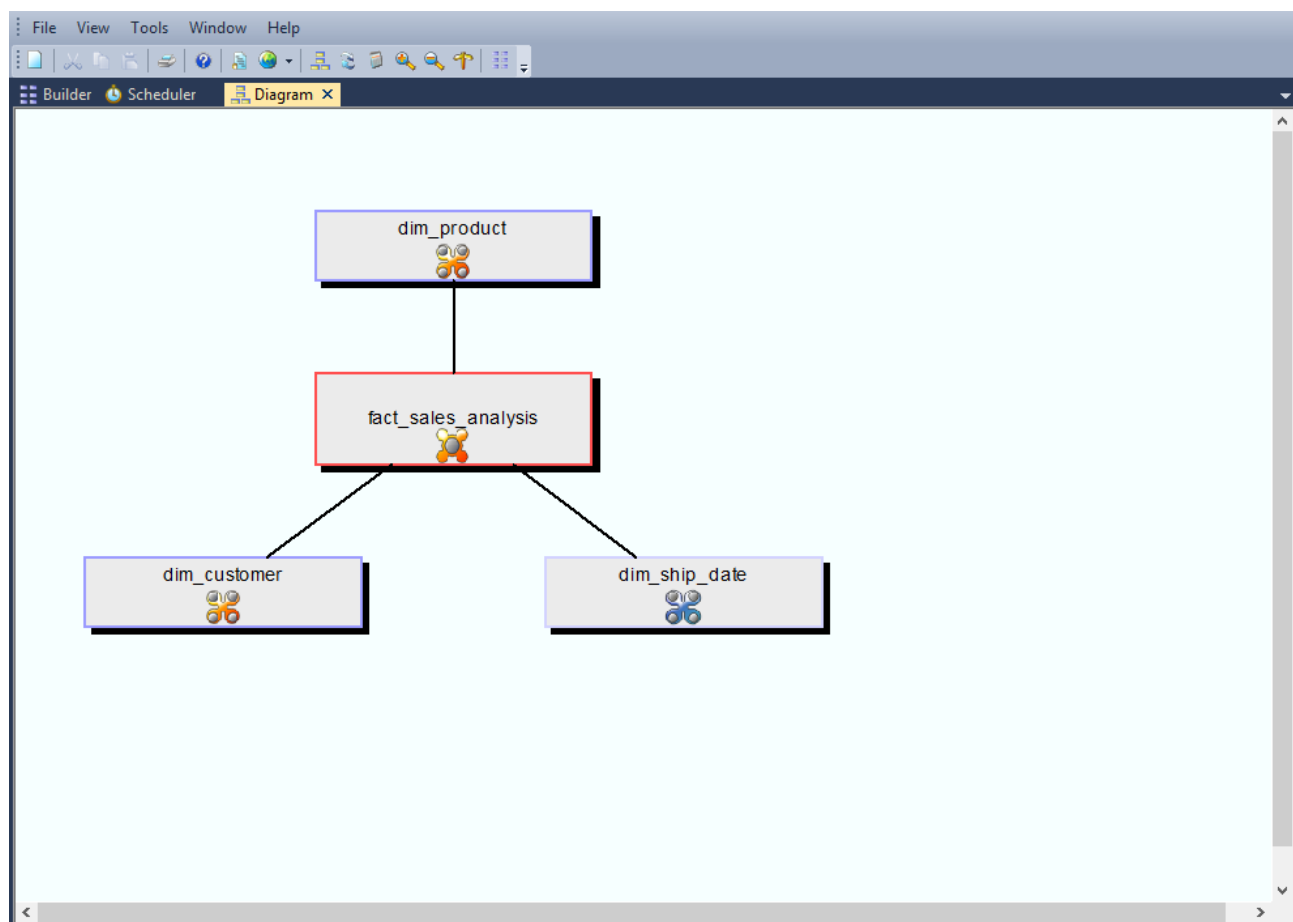 File View Tools Window Help
Builder Scheduler Diagram
dim_product
fact_sales_analysis
dim_customer dim_ship_date